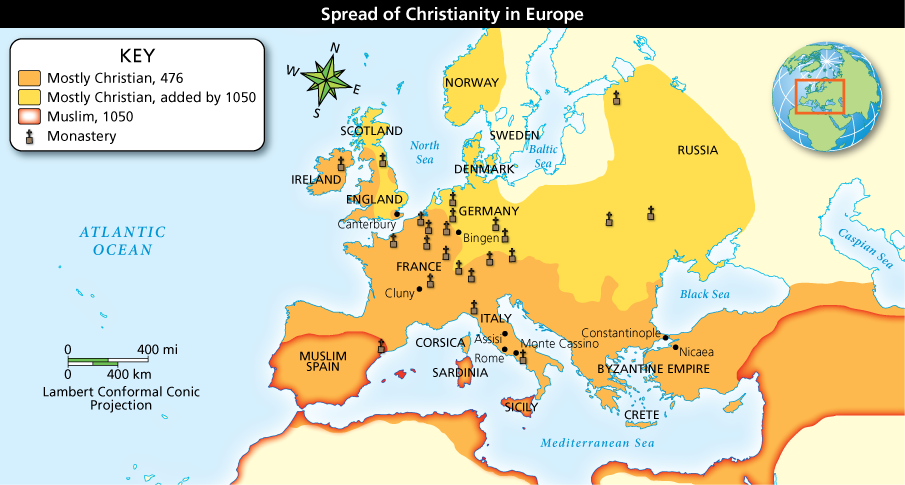 Spread of Christianity in Europe
KEY
Mostly Christian, 476
Mostly Christian, added by 1050
Muslim, 1050
Monastery
N
W
E
S
NORWAY
SCOTLAND
SWEDEN
North
Sea
Baltic
Sea
RUSSIA
DENMARK
IRELAND
ENGLAND
GERMANY
Canterbury
ATLANTIC
OCEAN
Bingen
Caspian Sea
FRANCE
Cluny
Black Sea
ITALY
Constantinople
Assisi
CORSICA
Monte Cassino
Nicaea
Rome
MUSLIM
SPAIN
SARDINIA
BYZANTINE EMPIRE
SICILY
CRETE
Mediterranean Sea
0 400 mi
0 400 km
Lambert Conformal Conic
Projection